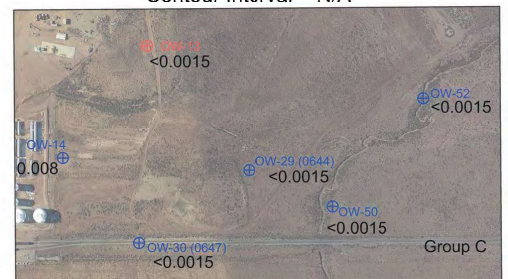 Contour Interval = N/A
OW-13
<0.0015
OW-52
<0.0015
OW-14
0.008
OW-29 (0644)
<0.0015
OW-50
<0.0015
OW-30 (0647)
<0.0015
Group C